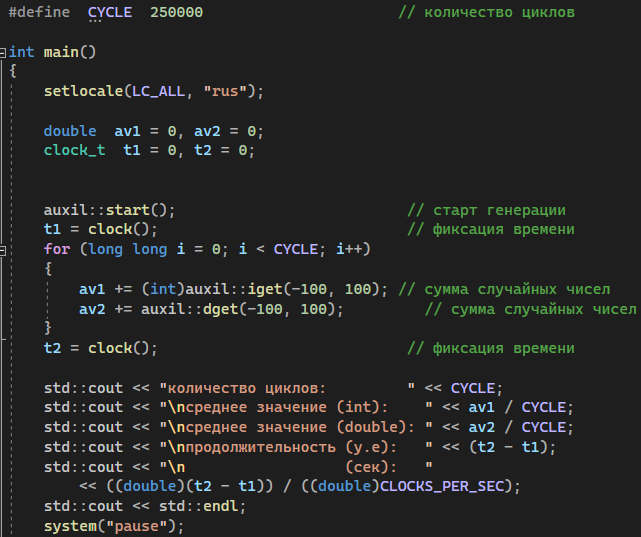 #define  CYCLE  250000                      // количество циклов
int main()
{
    setlocale(LC_ALL, "rus");
    double  av1 = 0, av2 = 0;
    clock_t  t1 = 0, t2 = 0;
    auxil::start();                          // старт генерации
    t1 = clock();                            // фиксация времени
    for (long long i = 0; i < CYCLE; i++)
    {
        av1 += (int)auxil::iget(-100, 100); // сумма случайных чисел
        av2 += auxil::dget(-100, 100);         // сумма случайных чисел
    }
    t2 = clock();                            // фиксация времени
    std::cout << "количество циклов:         " << CYCLE;
    std::cout << "\nсреднее значение (int):    " << av1 / CYCLE;
    std::cout << "\nсреднее значение (double): " << av2 / CYCLE;
    std::cout << "\nпродолжительность (у.е):   " << (t2 - t1);
    std::cout << "\n                  (сек):   "
        << ((double)(t2 - t1)) / ((double)CLOCKS_PER_SEC);
    std::cout << std::endl;
    system("pause");